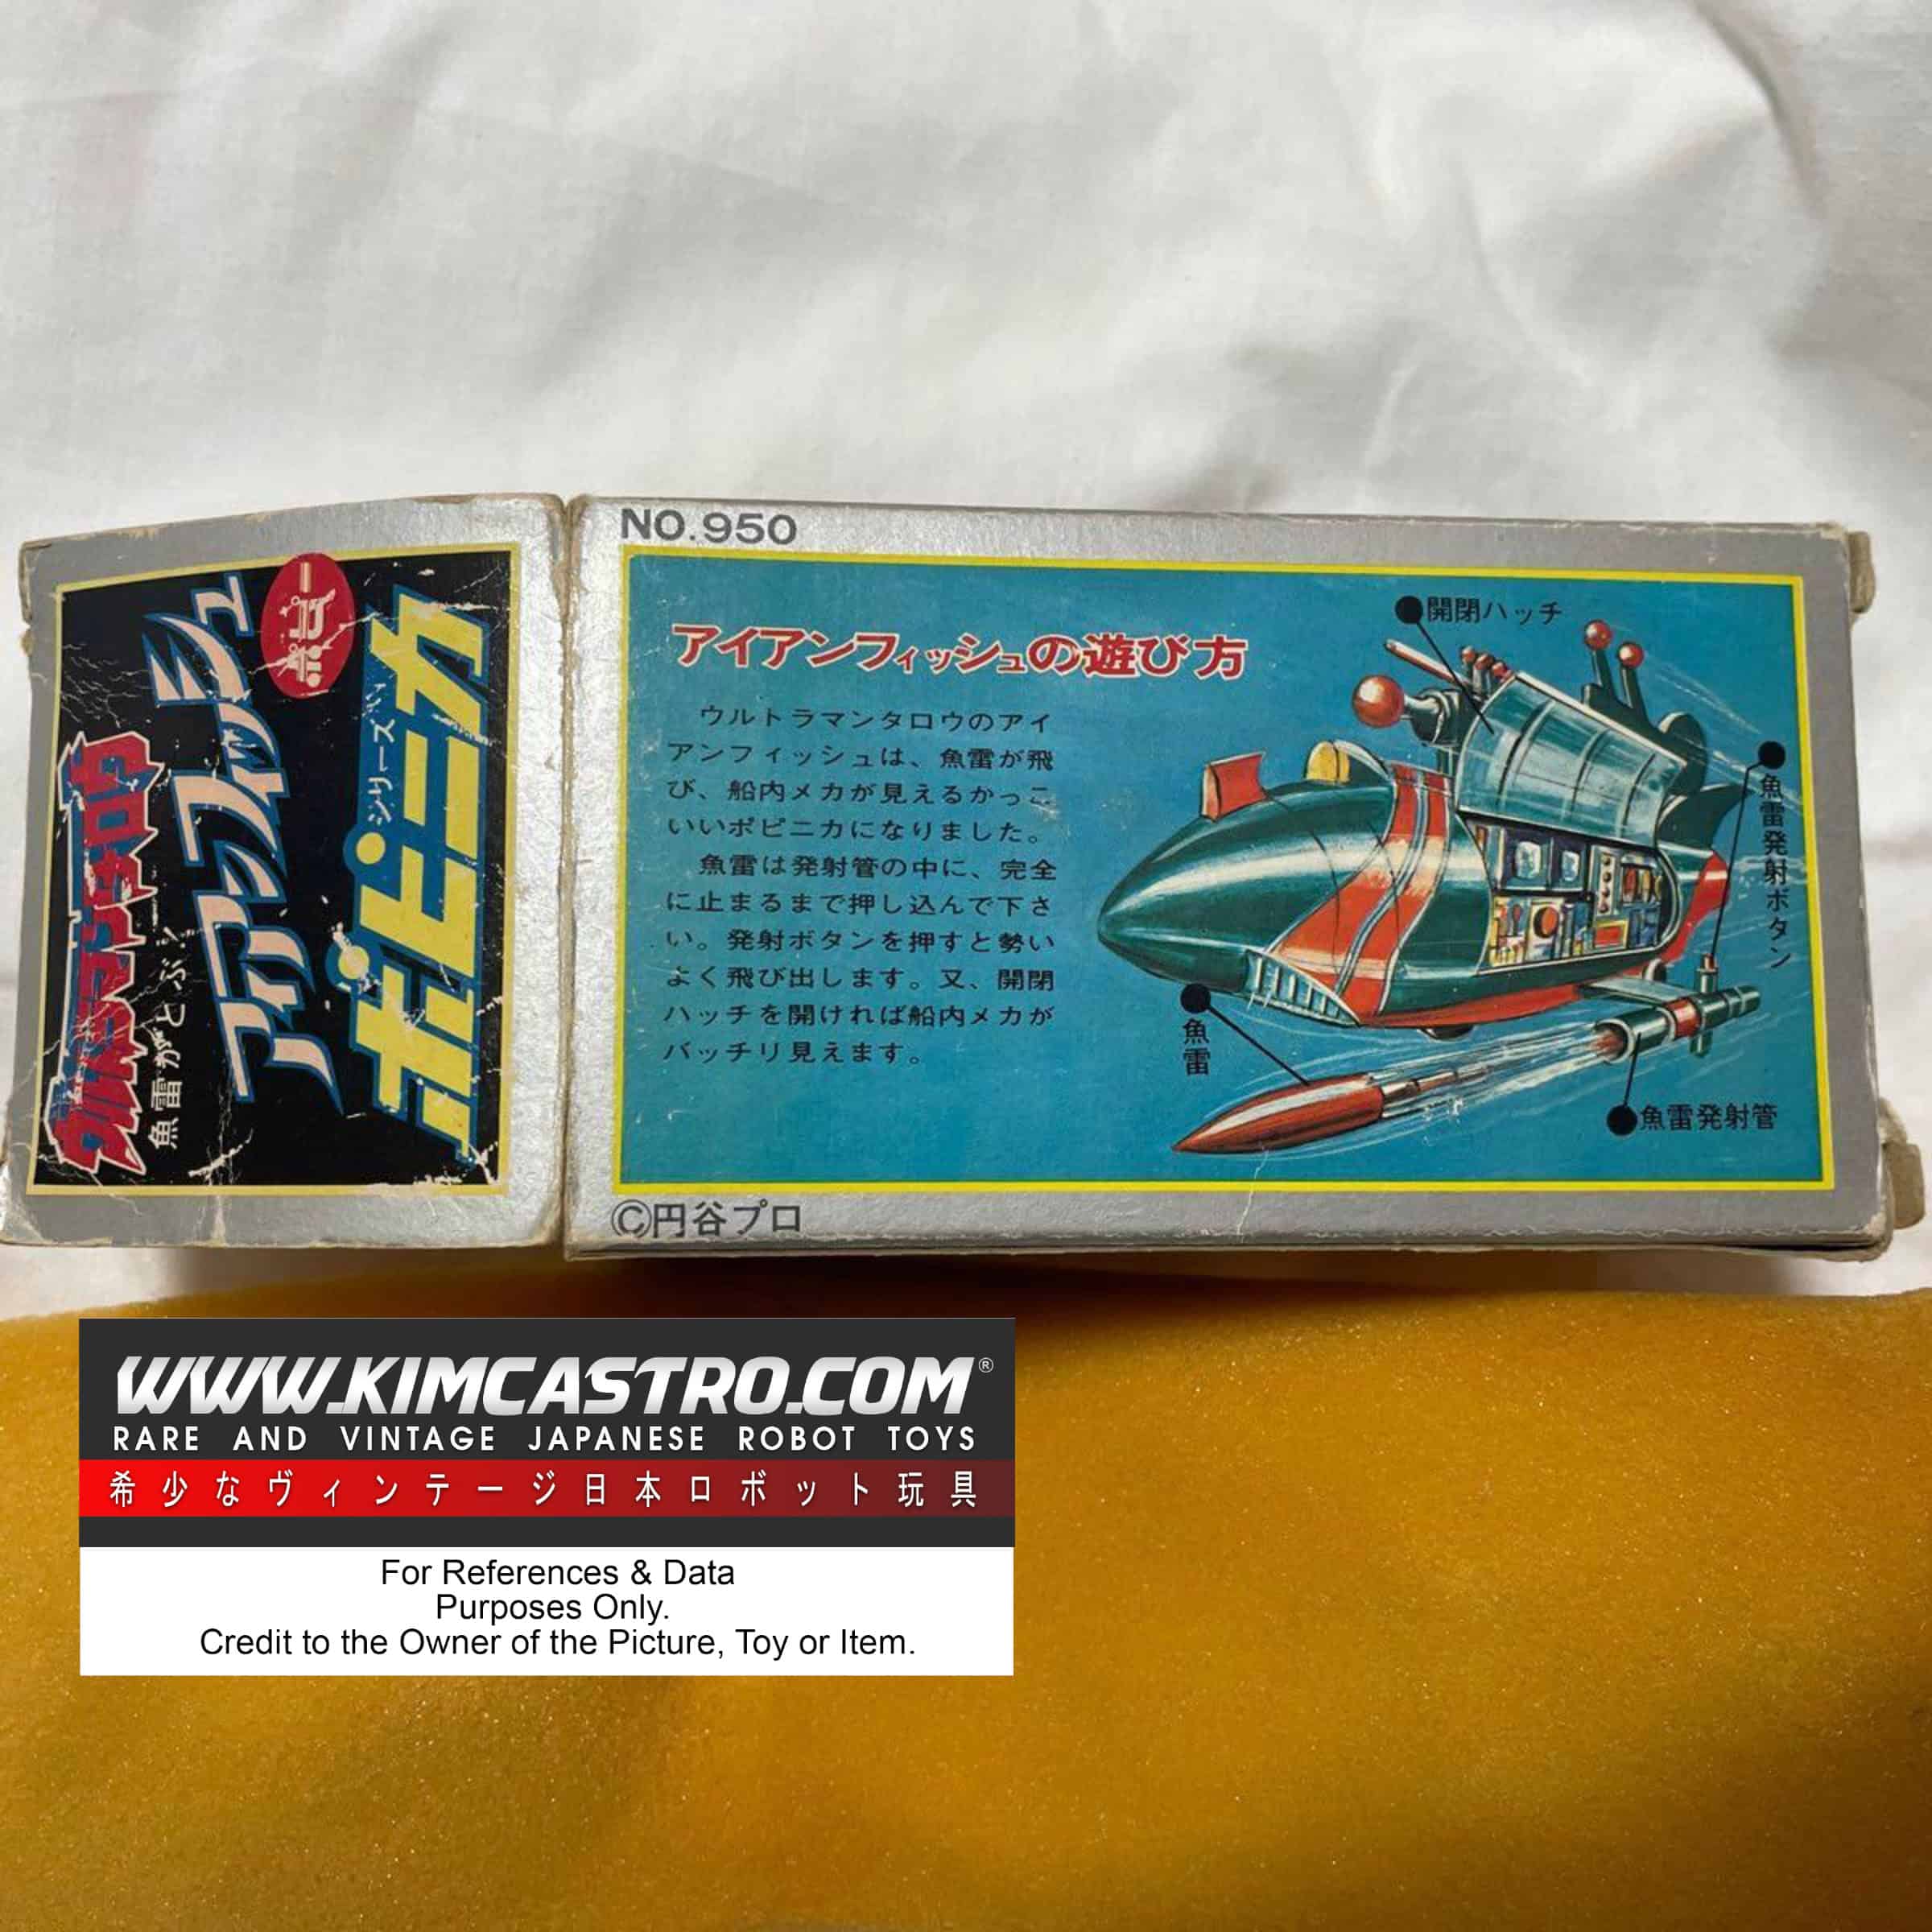 ウルトラマンタロウ
魚雷がとぶ!
アイアンフィッシュ
ポピー
シリーズ
ポピニカ
NO.950
アイアンフィッシュの遊び方
ウルトラマンタロウのアイ
アンフィッシュは、魚雷が飛
び、船内メカが見えるかっこ
いいポピニカになりました。
魚雷は発射管の中に、完全
に止まるまで押し込んで下さ
い。発射ボタンを押すと勢い
よく飛び出します。又、開閉
ハッチを開ければ船内メカが
バッチリ見えます。
開閉ハッチ
魚雷発射ボタン
魚雷
魚雷発射管
©円谷プロ
WWW.KIMCASTRO.COM®
RARE AND VINTAGE JAPANESE ROBOT TOYS
希少なヴィンテージ日本ロボット玩具
For References & Data
Purposes Only.
Credit to the Owner of the Picture, Toy or Item.